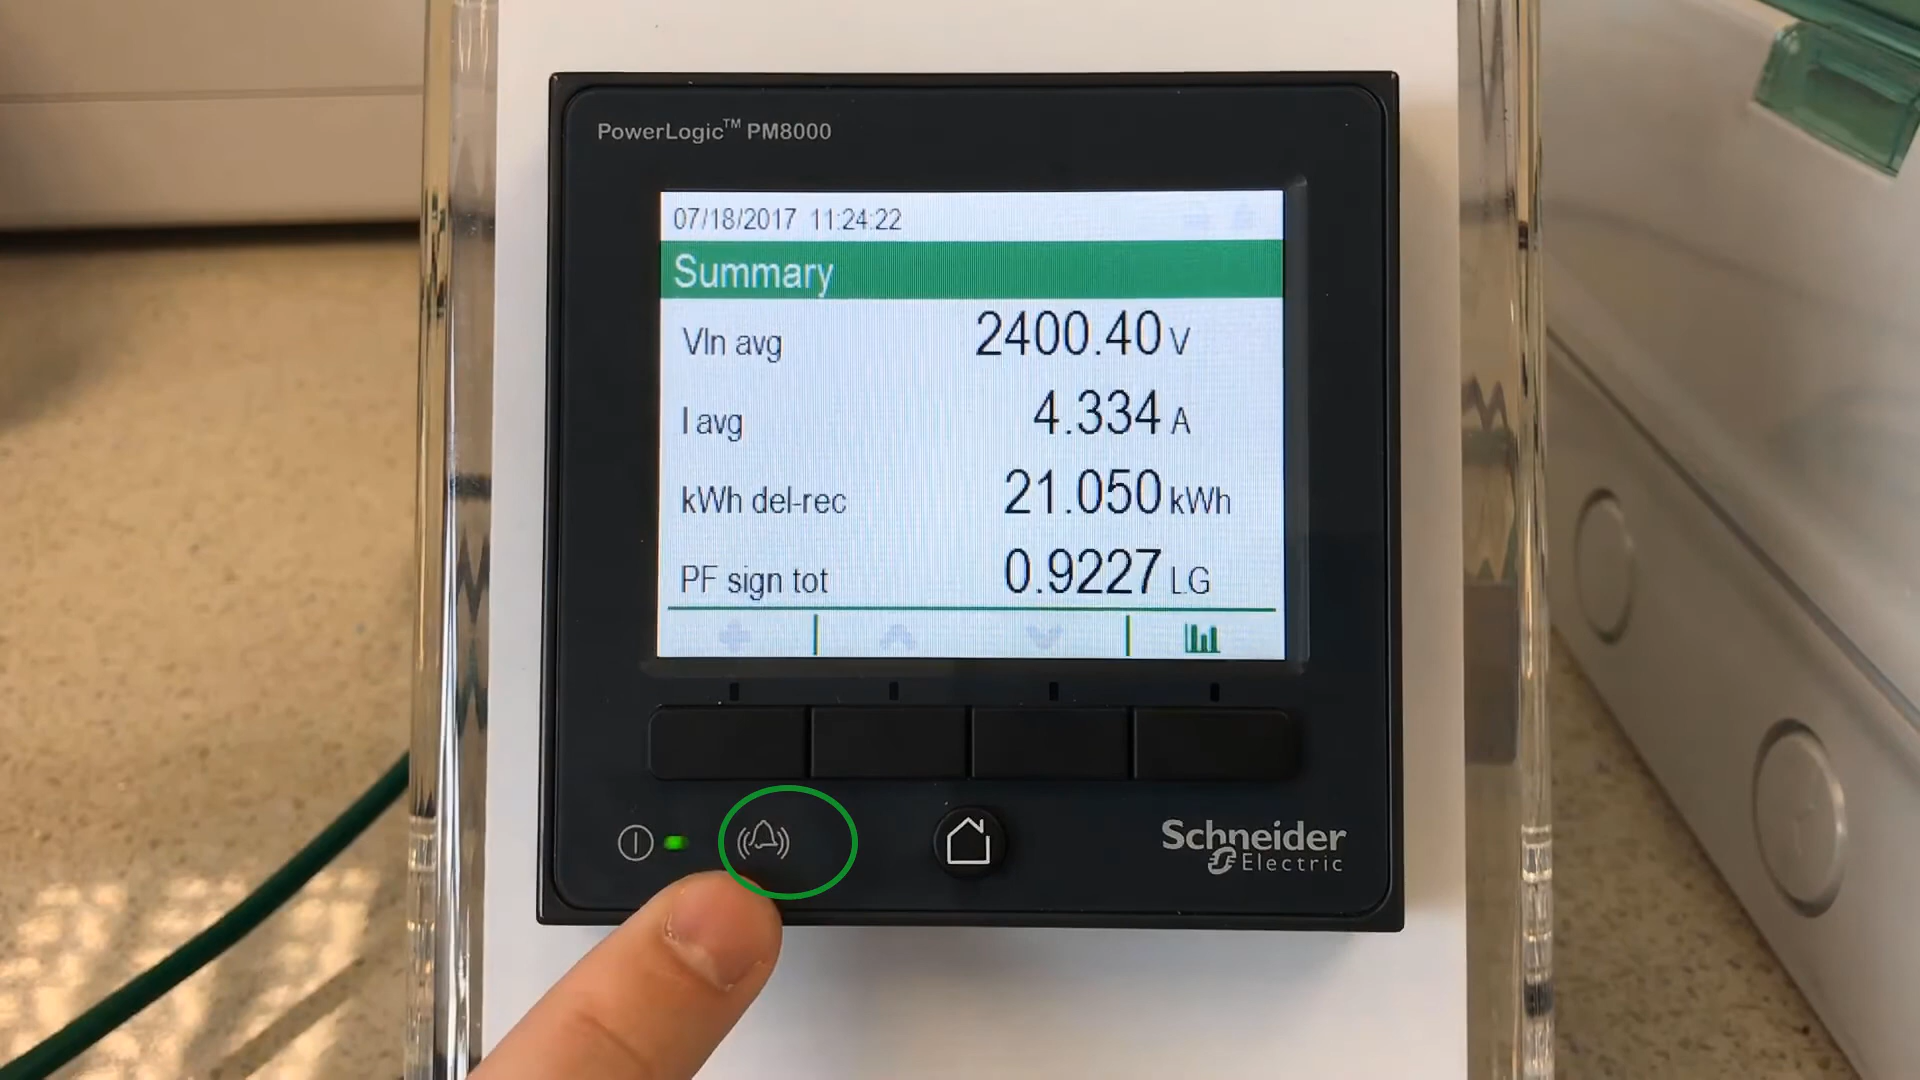 PowerLogic™ PM8000
07/18/2017 11:24:22
Summary
Vln avg 2400.40 V
I avg 4.334 A
kWh del-rec 21.050 kWh
PF sign tot 0.9227 LG
Schneider
Electric